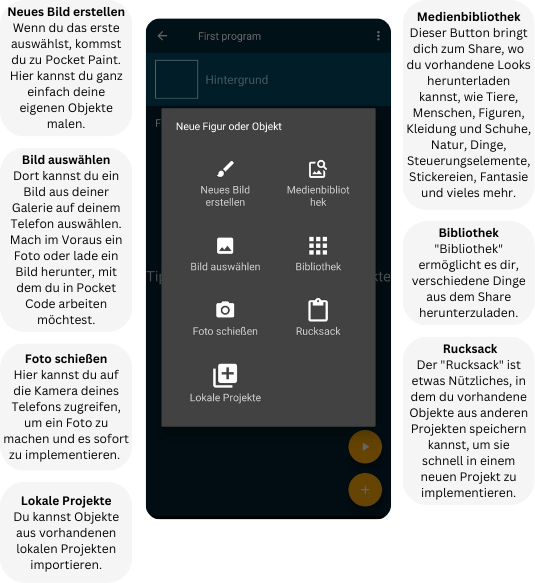 Neues Bild erstellen
Wenn du das erste
auswählst, kommst
du zu Pocket Paint.
Hier kannst du ganz
einfach deine
eigenen Objekte
malen.
Bild auswählen
Dort kannst du ein
Bild aus deiner
Galerie auf deinem
Telefon auswählen.
Mach im Voraus ein
Foto oder lade ein
Bild herunter, mit
dem du in Pocket
Code arbeiten
möchtest.
Foto schießen
Hier kannst du auf
die Kamera deines
Telefons zugreifen,
um ein Foto zu
machen und es sofort
zu implementieren.
Lokale Projekte
Du kannst Objekte
aus vorhandenen
lokalen Projekten
importieren.
First program
Hintergrund
F
Neue Figur oder Objekt
Neues Bild
erstellen
Medienbibliot
hek
Bild auswählen
Bibliothek
Tip
kte
Foto schießen
Rucksack
Lokale Projekte
Medienbibliothek
Dieser Button bringt
dich zum Share, wo
du vorhandene Looks
herunterladen
kannst, wie Tiere,
Menschen, Figuren,
Kleidung und Schuhe,
Natur, Dinge,
Steuerungselemente,
Stickereien, Fantasie
und vieles mehr.
Bibliothek
"Bibliothek"
ermöglicht es dir,
verschiedene Dinge
aus dem Share
herunterzuladen.
Rucksack
Der "Rucksack" ist
etwas Nützliches, in
dem du vorhandene
Objekte aus anderen
Projekten speichern
kannst, um sie
schnell in einem
neuen Projekt zu
implementieren.